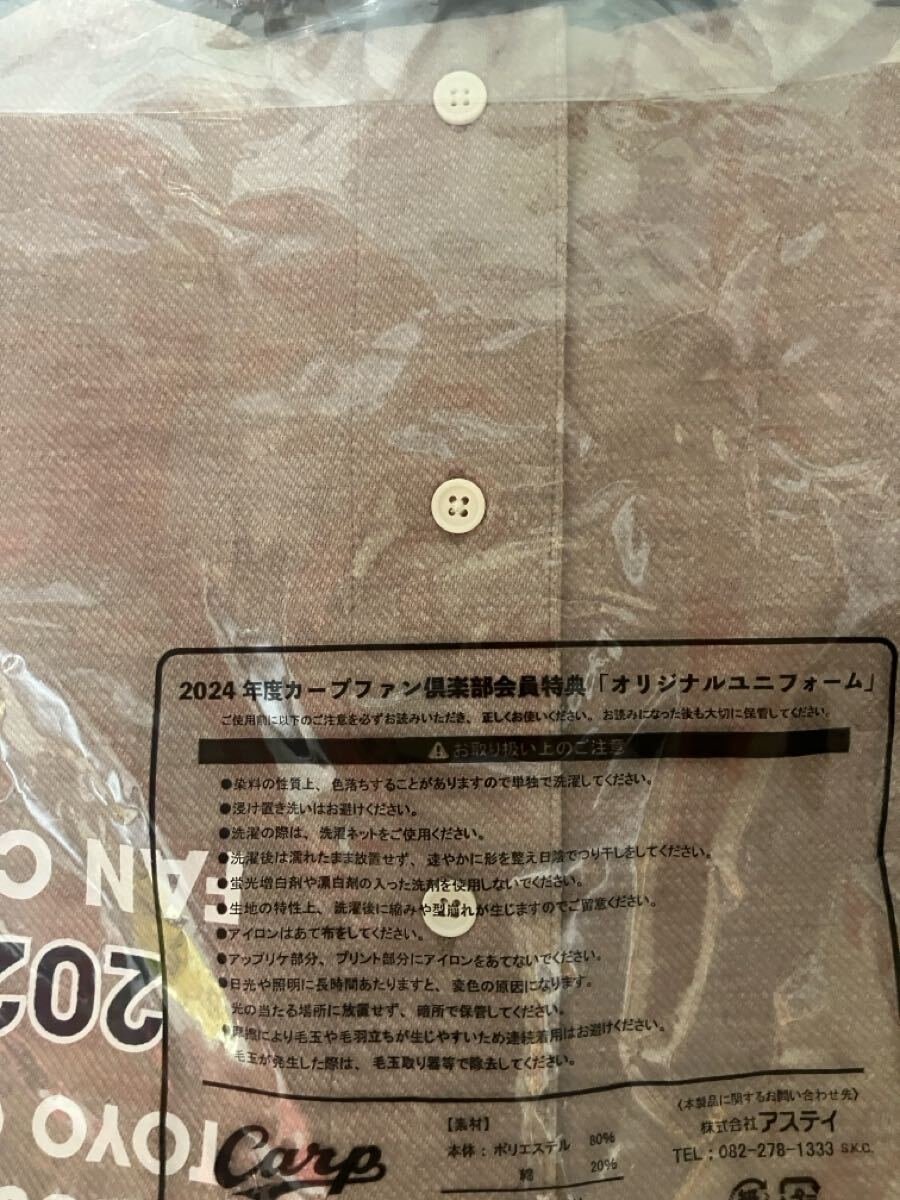 2024 年度カープファン倶楽部会員特典「オリジナルユニフォーム」
ご使用前に以下のご注意を必ずお読みいただき、正しくお使いください。お読みになった後も大切に保管してください。
お取り扱い上のご注意
●染料の性質上、色落ちすることがありますので単独で洗濯してください。
●浸け置き洗いはお避けください。
●洗濯の際は、洗濯ネットをご使用ください。
●洗濯後は濡れたまま放置せず、速やかに形を整え日陰でつり干しをしてください。
●蛍光増白剤や漂白剤の入った洗剤を使用しないでください。
●生地の特性上、洗濯後に縮みや型崩れが生じますのでご留意ください。
●アイロンはあて布をしてください。
●アップリケ部分、プリント部分にアイロンをあてないでください。
●日光や照明に長時間あたりますと、変色の原因になります。
光の当たる場所に放置せず、暗所で保管してください。
●摩擦により毛玉や毛羽立ちが生じやすいため連続着用はお避けください。
毛玉が発生した際は、毛玉取り器等で除去してください。
Carp
【素材】
本体：ポリエステル 80%
綿 20%
〈本製品に関するお問い合わせ先〉
株式会社アスティ
TEL：082-278-1333 S.K.C.
紙
プラ
TOYO
202
FAN C